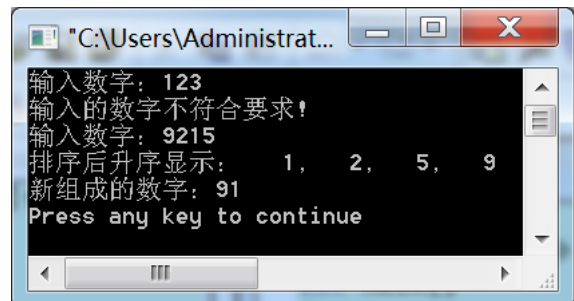 "C:\Users\Administrat...
输入数字：123
输入的数字不符合要求！
输入数字：9215
排序后升序显示：   1,   2,   5,   9
新组成的数字：91
Press any key to continue